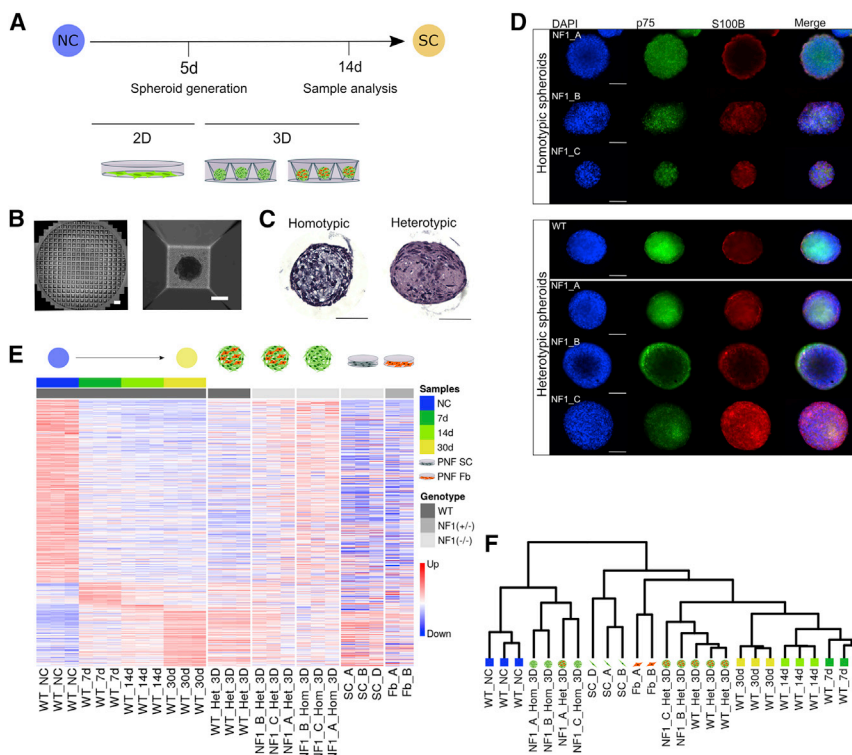 A
NC
SC
5d
14d
Spheroid generation
Sample analysis
2D
3D
B
C
Homotypic
Heterotypic
D
DAPI
p75
S100B
Merge
Homotypic spheroids
NF1_A
NF1_B
NF1_C
Heterotypic spheroids
WT
NF1_A
NF1_B
NF1_C
E
Samples
NC
7d
14d
30d
PNF SC
PNF Fb
Genotype
WT
NF1(+/-)
NF1(-/-)
Up
Down
WT_NC
WT_NC
WT_NC
WT_7d
WT_7d
WT_14d
WT_14d
WT_14d
WT_30d
WT_30d
WT_30d
WT_Het_3D
WT_Het_3D
WT_Het_3D
NF1_B_Het_3D
NF1_C_Het_3D
NF1_A_Het_3D
NF1_B_Hom_3D
NF1_C_Hom_3D
NF1_A_Hom_3D
SC_A
SC_B
SC_D
Fb_A
Fb_B
F
WT_NC
WT_NC
WT_NC
NF1_A_Hom_3D
NF1_B_Hom_3D
NF1_A_Het_3D
NF1_C_Hom_3D
SC_D
SC_A
SC_B
Fb_A
Fb_B
NF1_C_Het_3D
NF1_B_Het_3D
WT_Het_3D
WT_Het_3D
WT_Het_3D
WT_30d
WT_30d
WT_30d
WT_14d
WT_14d
WT_14d
WT_7d
WT_7d